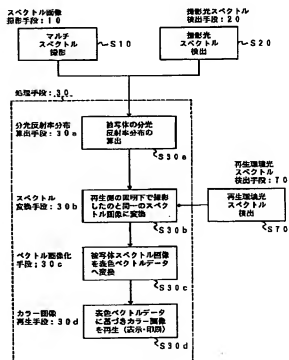 スペクトル画像
撮影手段：10
撮影光スペクトル
検出手段：20
マルチ
スペクトル
撮影
S10
撮影光
スペクトル
検出
S20
処理手段：30
分光反射率分布
算出手段：30a
被写体の分光
反射率分布の
算出
S30a
再生環境光
スペクトル
検出手段：70
スペクトル
変換手段：30b
再生側の照明下で撮影
したのと同一のスペ
クトル画像に変換
S30b
再生環境光
スペクトル検出
S70
ベクトル画像化
手段：30c
被写体スペクトル画像
を表色ベクトルデータ
へ変換
S30c
カラー画像
再生手段：30d
表色ベクトルデータ
に基づきカラー画像
を再生（表示・印刷）
S30d